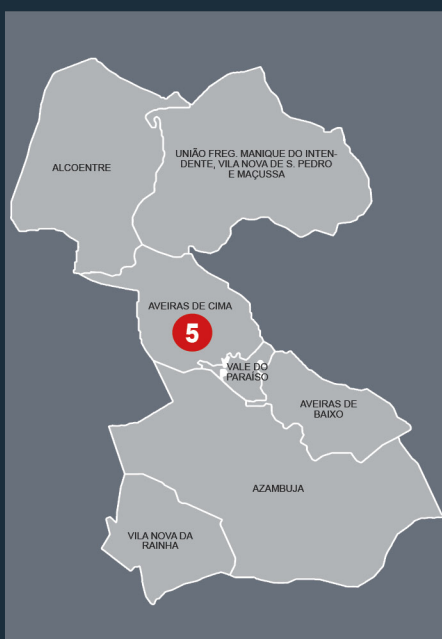 ALCOENTRE
UNIÃO FREG. MANIQUE DO INTEN-
DENTE, VILA NOVA DE S. PEDRO
E MAÇUSSA
AVEIRAS DE CIMA
5
VALE DO
PARAÍSO
AVEIRAS DE
BAIXO
AZAMBUJA
VILA NOVA DA
RAINHA